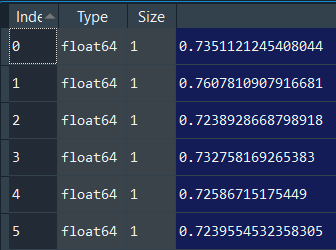 Inde Type Size
0 float64 1 0.7351121245408044
1 float64 1 0.7607810907916681
2 float64 1 0.7238928668798918
3 float64 1 0.732758169265383
4 float64 1 0.72586715175449
5 float64 1 0.7239554532358305